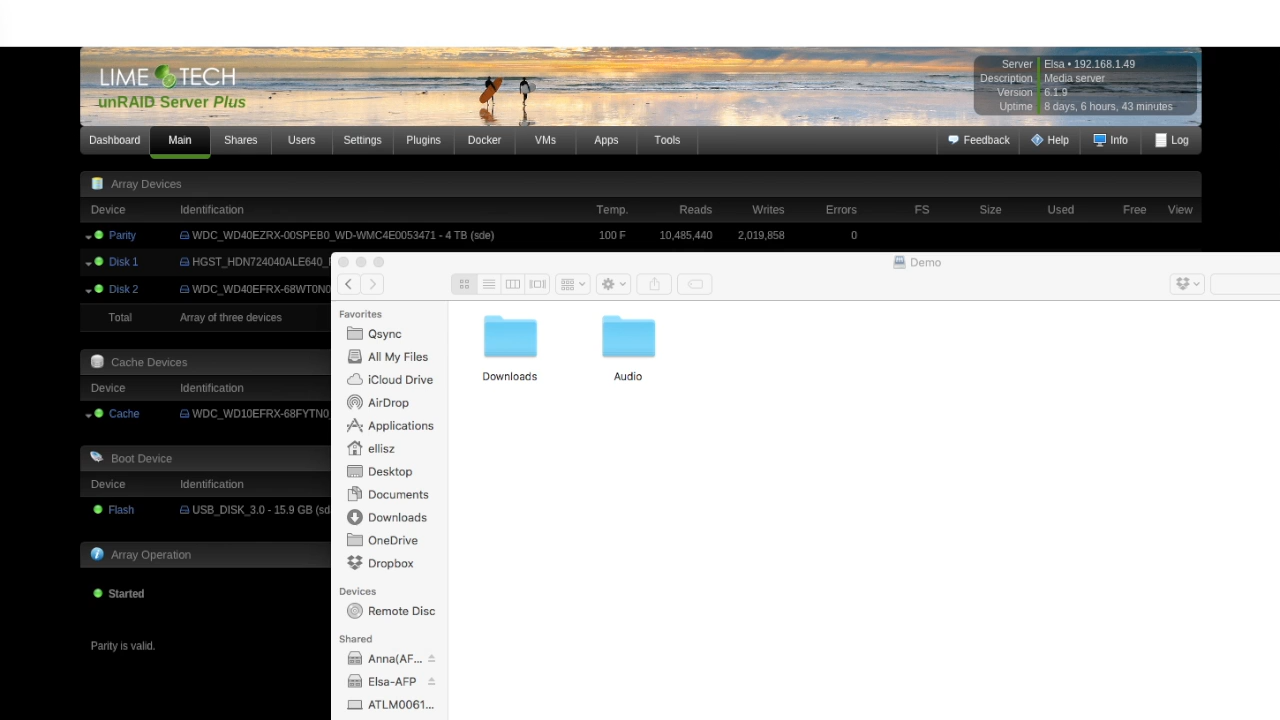 LIME TECH
unRAID Server Plus
Server Elsa • 192.168.1.49
Description Media server
Version 6.1.9
Uptime 8 days, 6 hours, 43 minutes
Dashboard Main Shares Users Settings Plugins Docker VMs Apps Tools Feedback Help Info Log
Array Devices
Device Identification Temp. Reads Writes Errors FS Size Used Free View
Parity WDC_WD40EZRX-00SPEB0_WD-WMC4E0053471 - 4 TB (sde) 100 F 10,485,440 2,019,858 0
Disk 1 HGST_HDN724040ALE640_
Disk 2 WDC_WD40EFRX-68WT0N0
Total Array of three devices
Cache Devices
Device Identification
Cache WDC_WD10EFRX-68FYTN0
Boot Device
Device Identification
Flash USB_DISK_3.0 - 15.9 GB (sd
Array Operation
Started
Parity is valid.
Demo
Favorites
Qsync
All My Files
iCloud Drive
AirDrop
Applications
ellisz
Desktop
Documents
Downloads
OneDrive
Dropbox
Devices
Remote Disc
Shared
Anna(AF...
Elsa-AFP
ATLM0061...
Downloads Audio